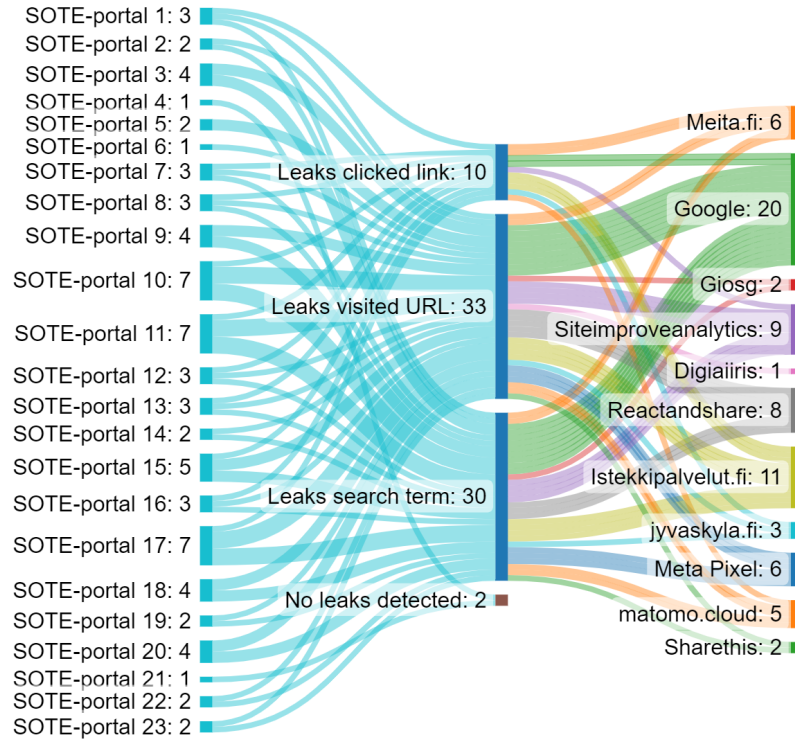 SOTE-portal 1: 3
SOTE-portal 2: 2
SOTE-portal 3: 4
SOTE-portal 4: 1
SOTE-portal 5: 2
SOTE-portal 6: 1
SOTE-portal 7: 3
SOTE-portal 8: 3
SOTE-portal 9: 4
SOTE-portal 10: 7
SOTE-portal 11: 7
SOTE-portal 12: 3
SOTE-portal 13: 3
SOTE-portal 14: 2
SOTE-portal 15: 5
SOTE-portal 16: 3
SOTE-portal 17: 7
SOTE-portal 18: 4
SOTE-portal 19: 2
SOTE-portal 20: 4
SOTE-portal 21: 1
SOTE-portal 22: 2
SOTE-portal 23: 2
Leaks clicked link: 10
Leaks visited URL: 33
Leaks search term: 30
No leaks detected: 2
Meita.fi: 6
Google: 20
Giosg: 2
Siteimproveanalytics: 9
Digiaiiris: 1
Reactandshare: 8
Istekkipalvelut.fi: 11
jyvaskyla.fi: 3
Meta Pixel: 6
matomo.cloud: 5
Sharethis: 2